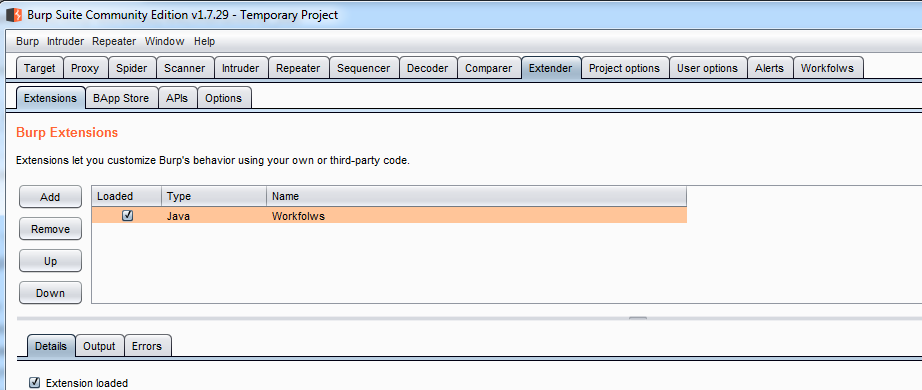 Burp Suite Community Edition v1.7.29 - Temporary Project
Burp Intruder Repeater Window Help
Target Proxy Spider Scanner Intruder Repeater Sequencer Decoder Comparer Extender Project options User options Alerts Workfolws
Extensions BApp Store APIs Options
Burp Extensions
Extensions let you customize Burp's behavior using your own or third-party code.
Add Loaded Type Name
Java Workfolws
Remove
Up
Down
Details Output Errors
Extension loaded